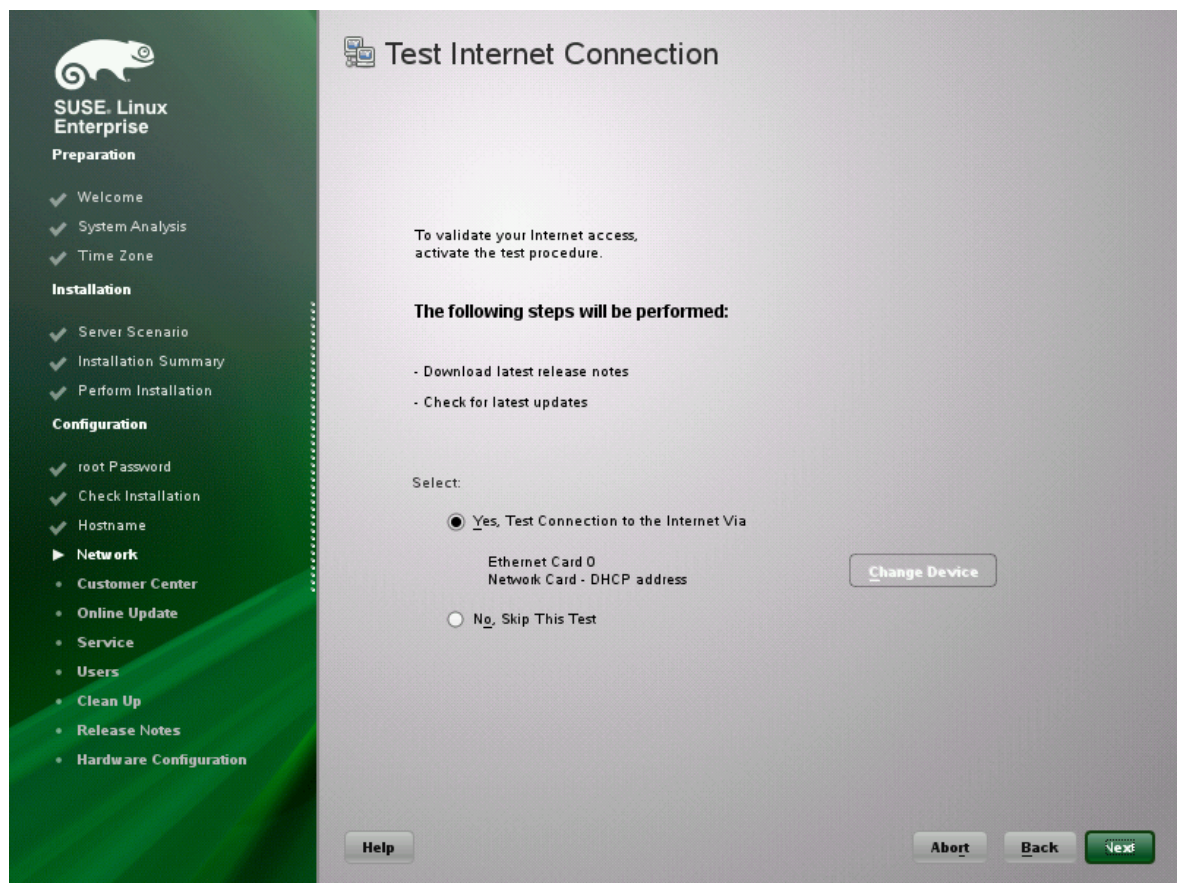 SUSE. Linux
Enterprise
Preparation
Welcome
System Analysis
Time Zone
Installation
Server Scenario
Installation Summary
Perform Installation
Configuration
root Password
Check Installation
Hostname
Network
Customer Center
Online Update
Service
Users
Clean Up
Release Notes
Hardware Configuration
Test Internet Connection
To validate your Internet access,
activate the test procedure.
The following steps will be performed:
- Download latest release notes
- Check for latest updates
Select:
Yes, Test Connection to the Internet Via
Ethernet Card 0
Network Card - DHCP address
Change Device
No, Skip This Test
Help
Abort
Back
Next